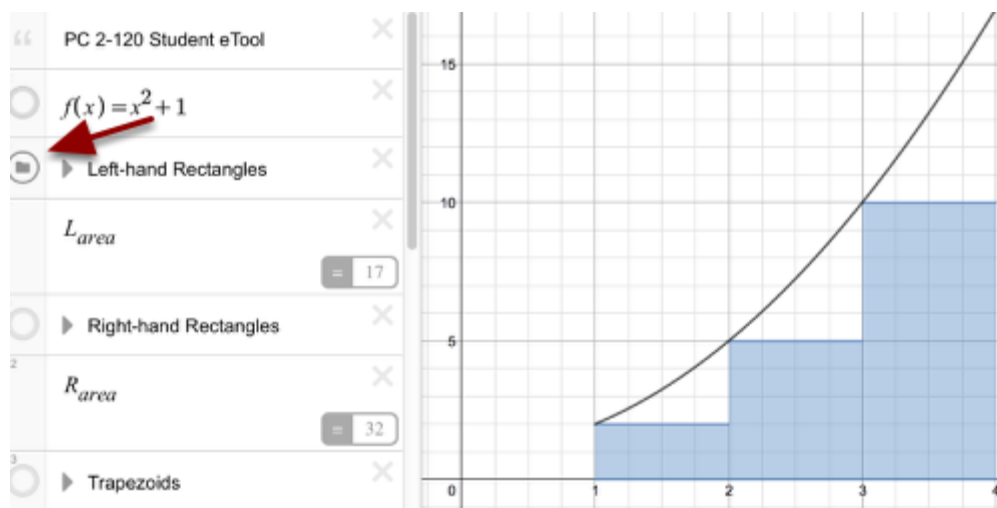 “ PC 2-120 Student eTool
f(x) = x² + 1
Left-hand Rectangles
L_area
= 17
Right-hand Rectangles
2
R_area
= 32
3
Trapezoids
15
10
5
0 1 2 3 4